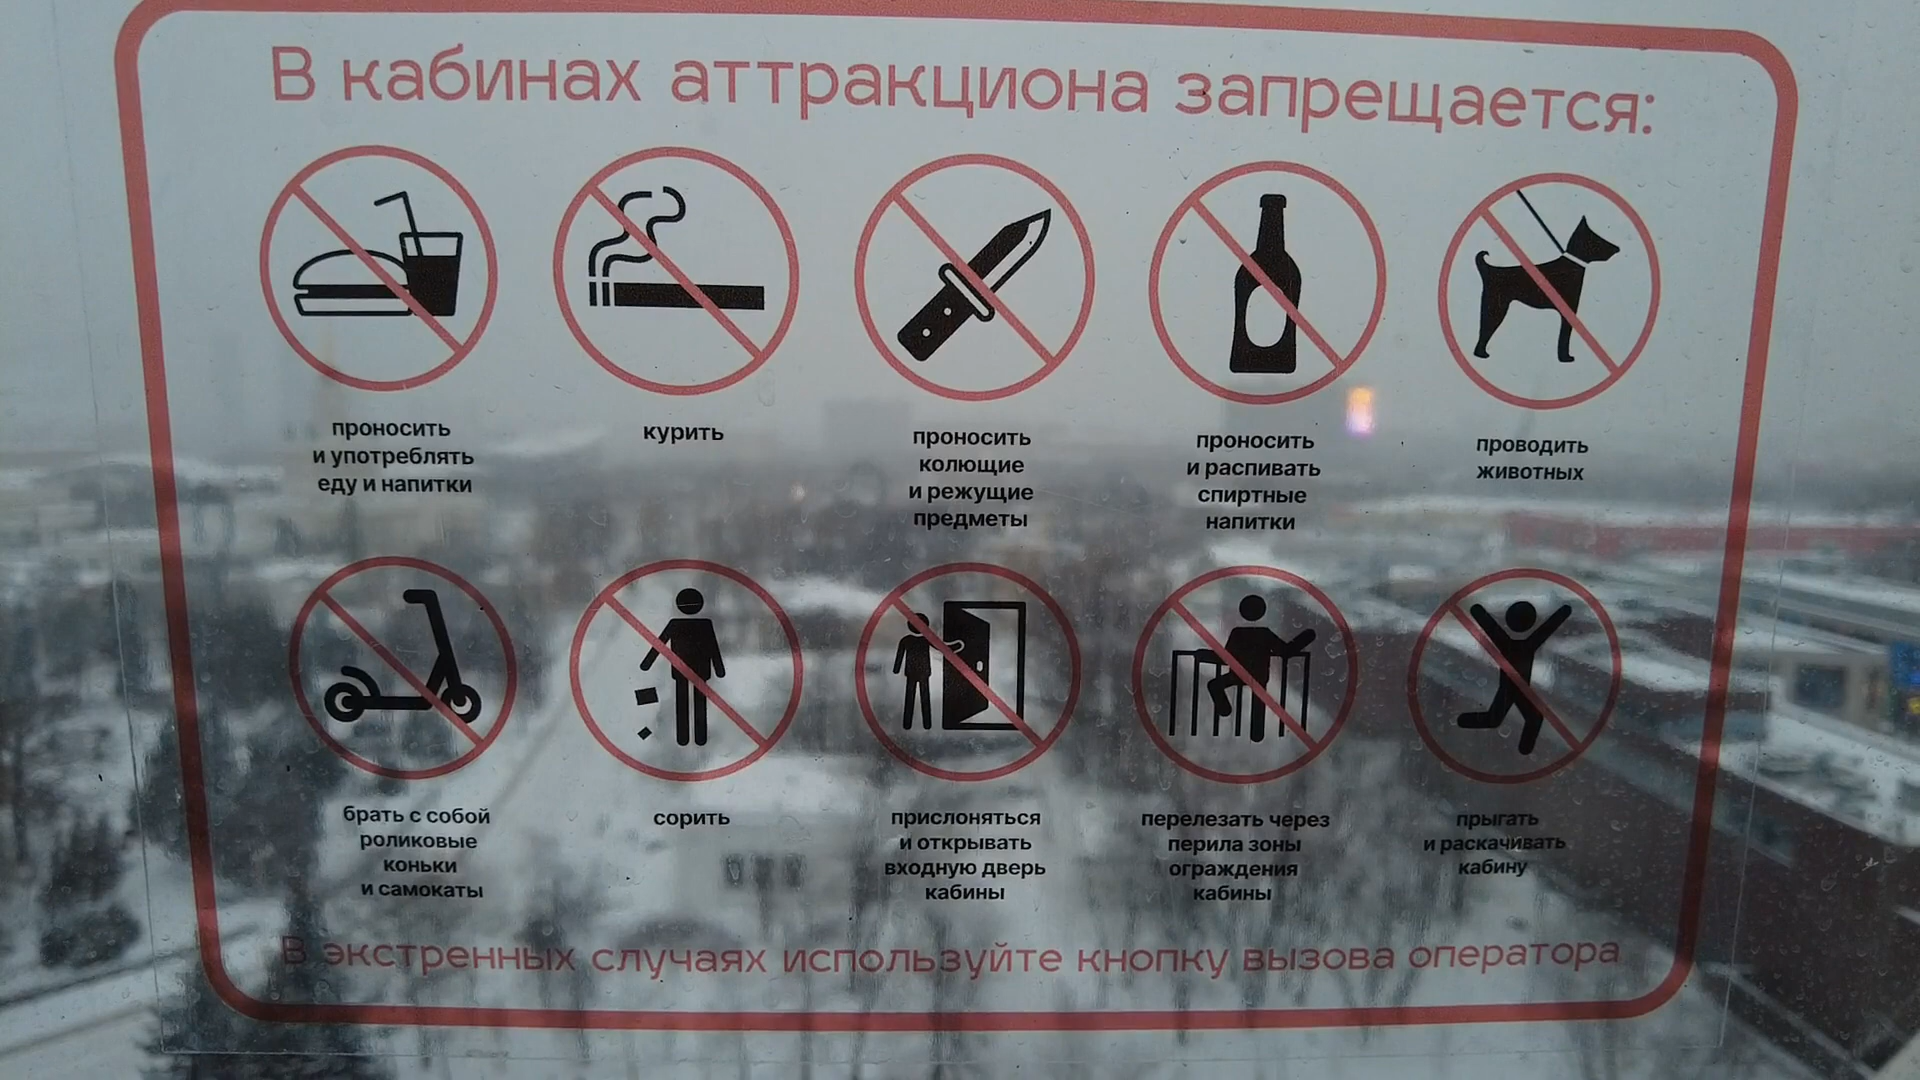 В кабинах аттракциона запрещается:
проносить
и употреблять
еду и напитки
курить
проносить
колющие
и режущие
предметы
проносить
и распивать
спиртные
напитки
проводить
животных
брать с собой
роликовые
коньки
и самокаты
сорить
прислоняться
и открывать
входную дверь
кабины
перелезать через
перила зоны
ограждения
кабины
прыгать
и раскачивать
кабину
В экстренных случаях используйте кнопку вызова оператора